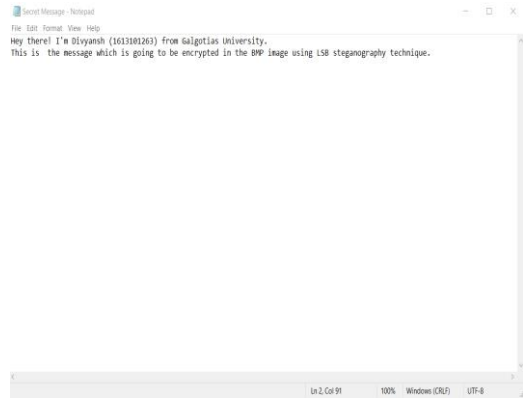 Secret Message - Notepad
File Edit Format View Help
Hey there! I'm Divyansh (1613101263) from Galgotias University.
This is  the message which is going to be encrypted in the BMP image using LSB steganography technique.
Ln 2, Col 91 100% Windows (CRLF) UTF-8